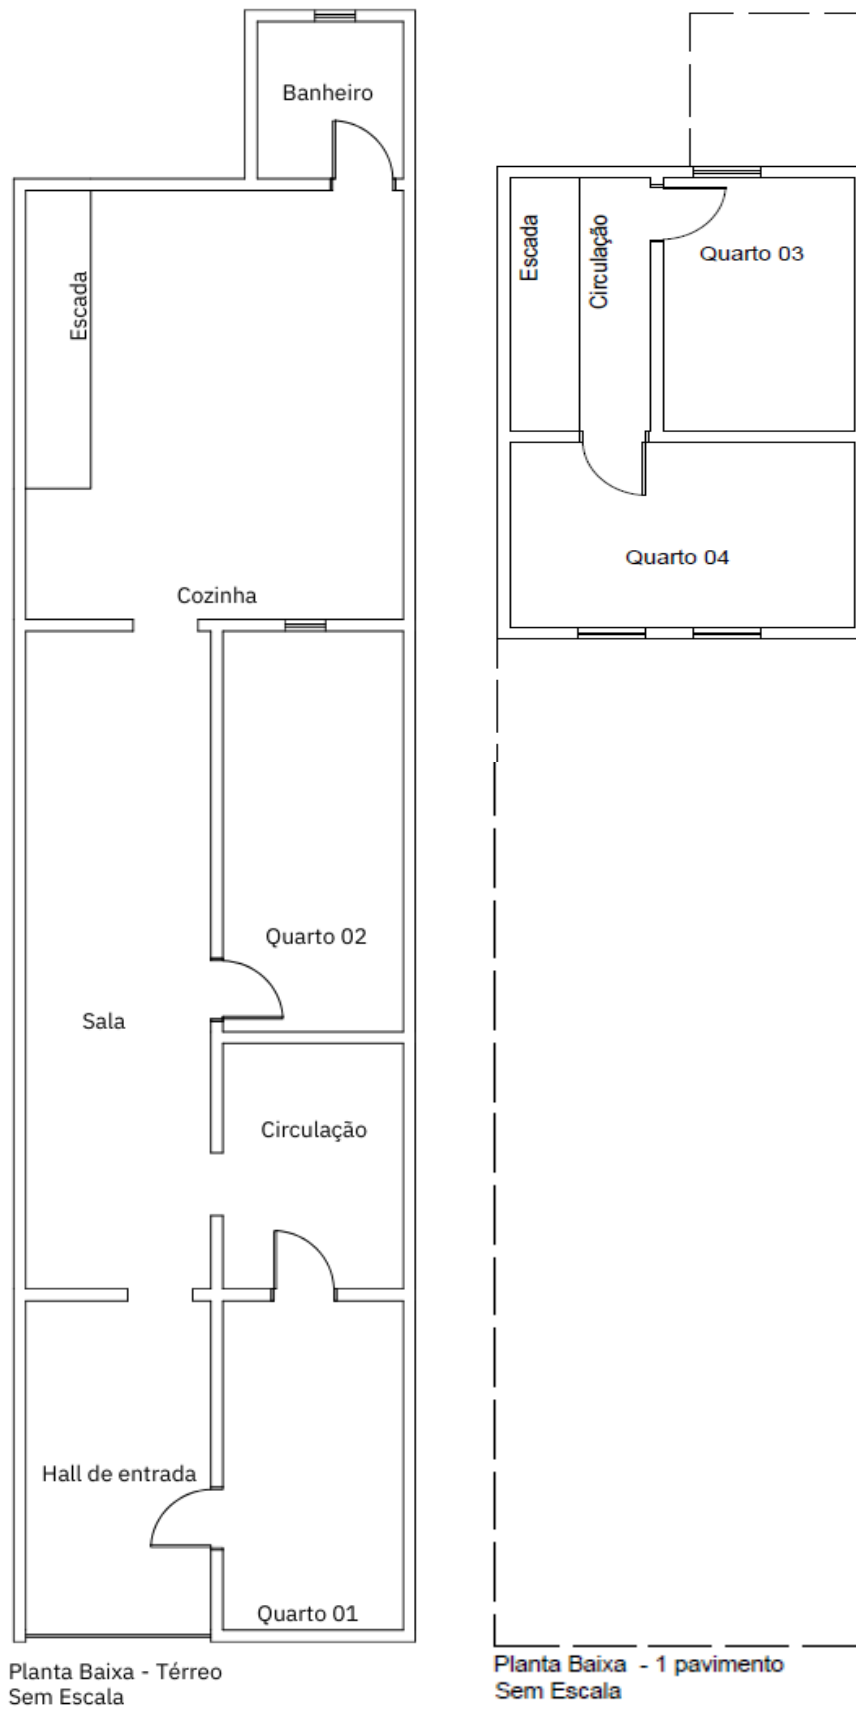 Banheiro
Escada
Cozinha
Quarto 02
Sala
Circulação
Hall de entrada
Quarto 01
Planta Baixa - Térreo
Sem Escala
Escada
Circulação
Quarto 03
Quarto 04
Planta Baixa - 1 pavimento
Sem Escala